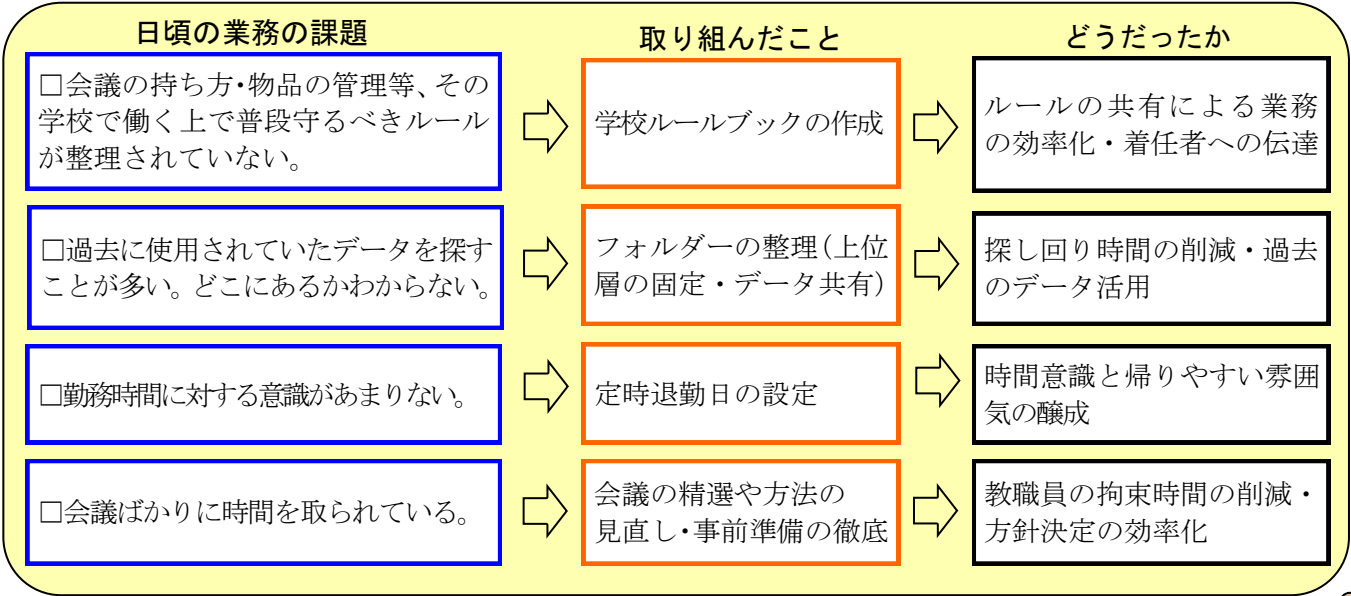 日頃の業務の課題
取り組んだこと
どうだったか
□会議の持ち方・物品の管理等、その
学校で働く上で普段守るべきルール
が整理されていない。
学校ルールブックの作成
ルールの共有による業務
の効率化・着任者への伝達
□過去に使用されていたデータを探す
ことが多い。どこにあるかわからない。
フォルダーの整理(上位
層の固定・データ共有)
探し回り時間の削減・過去
のデータ活用
□勤務時間に対する意識があまりない。
定時退勤日の設定
時間意識と帰りやすい雰囲
気の醸成
□会議ばかりに時間を取られている。
会議の精選や方法の
見直し・事前準備の徹底
教職員の拘束時間の削減・
方針決定の効率化